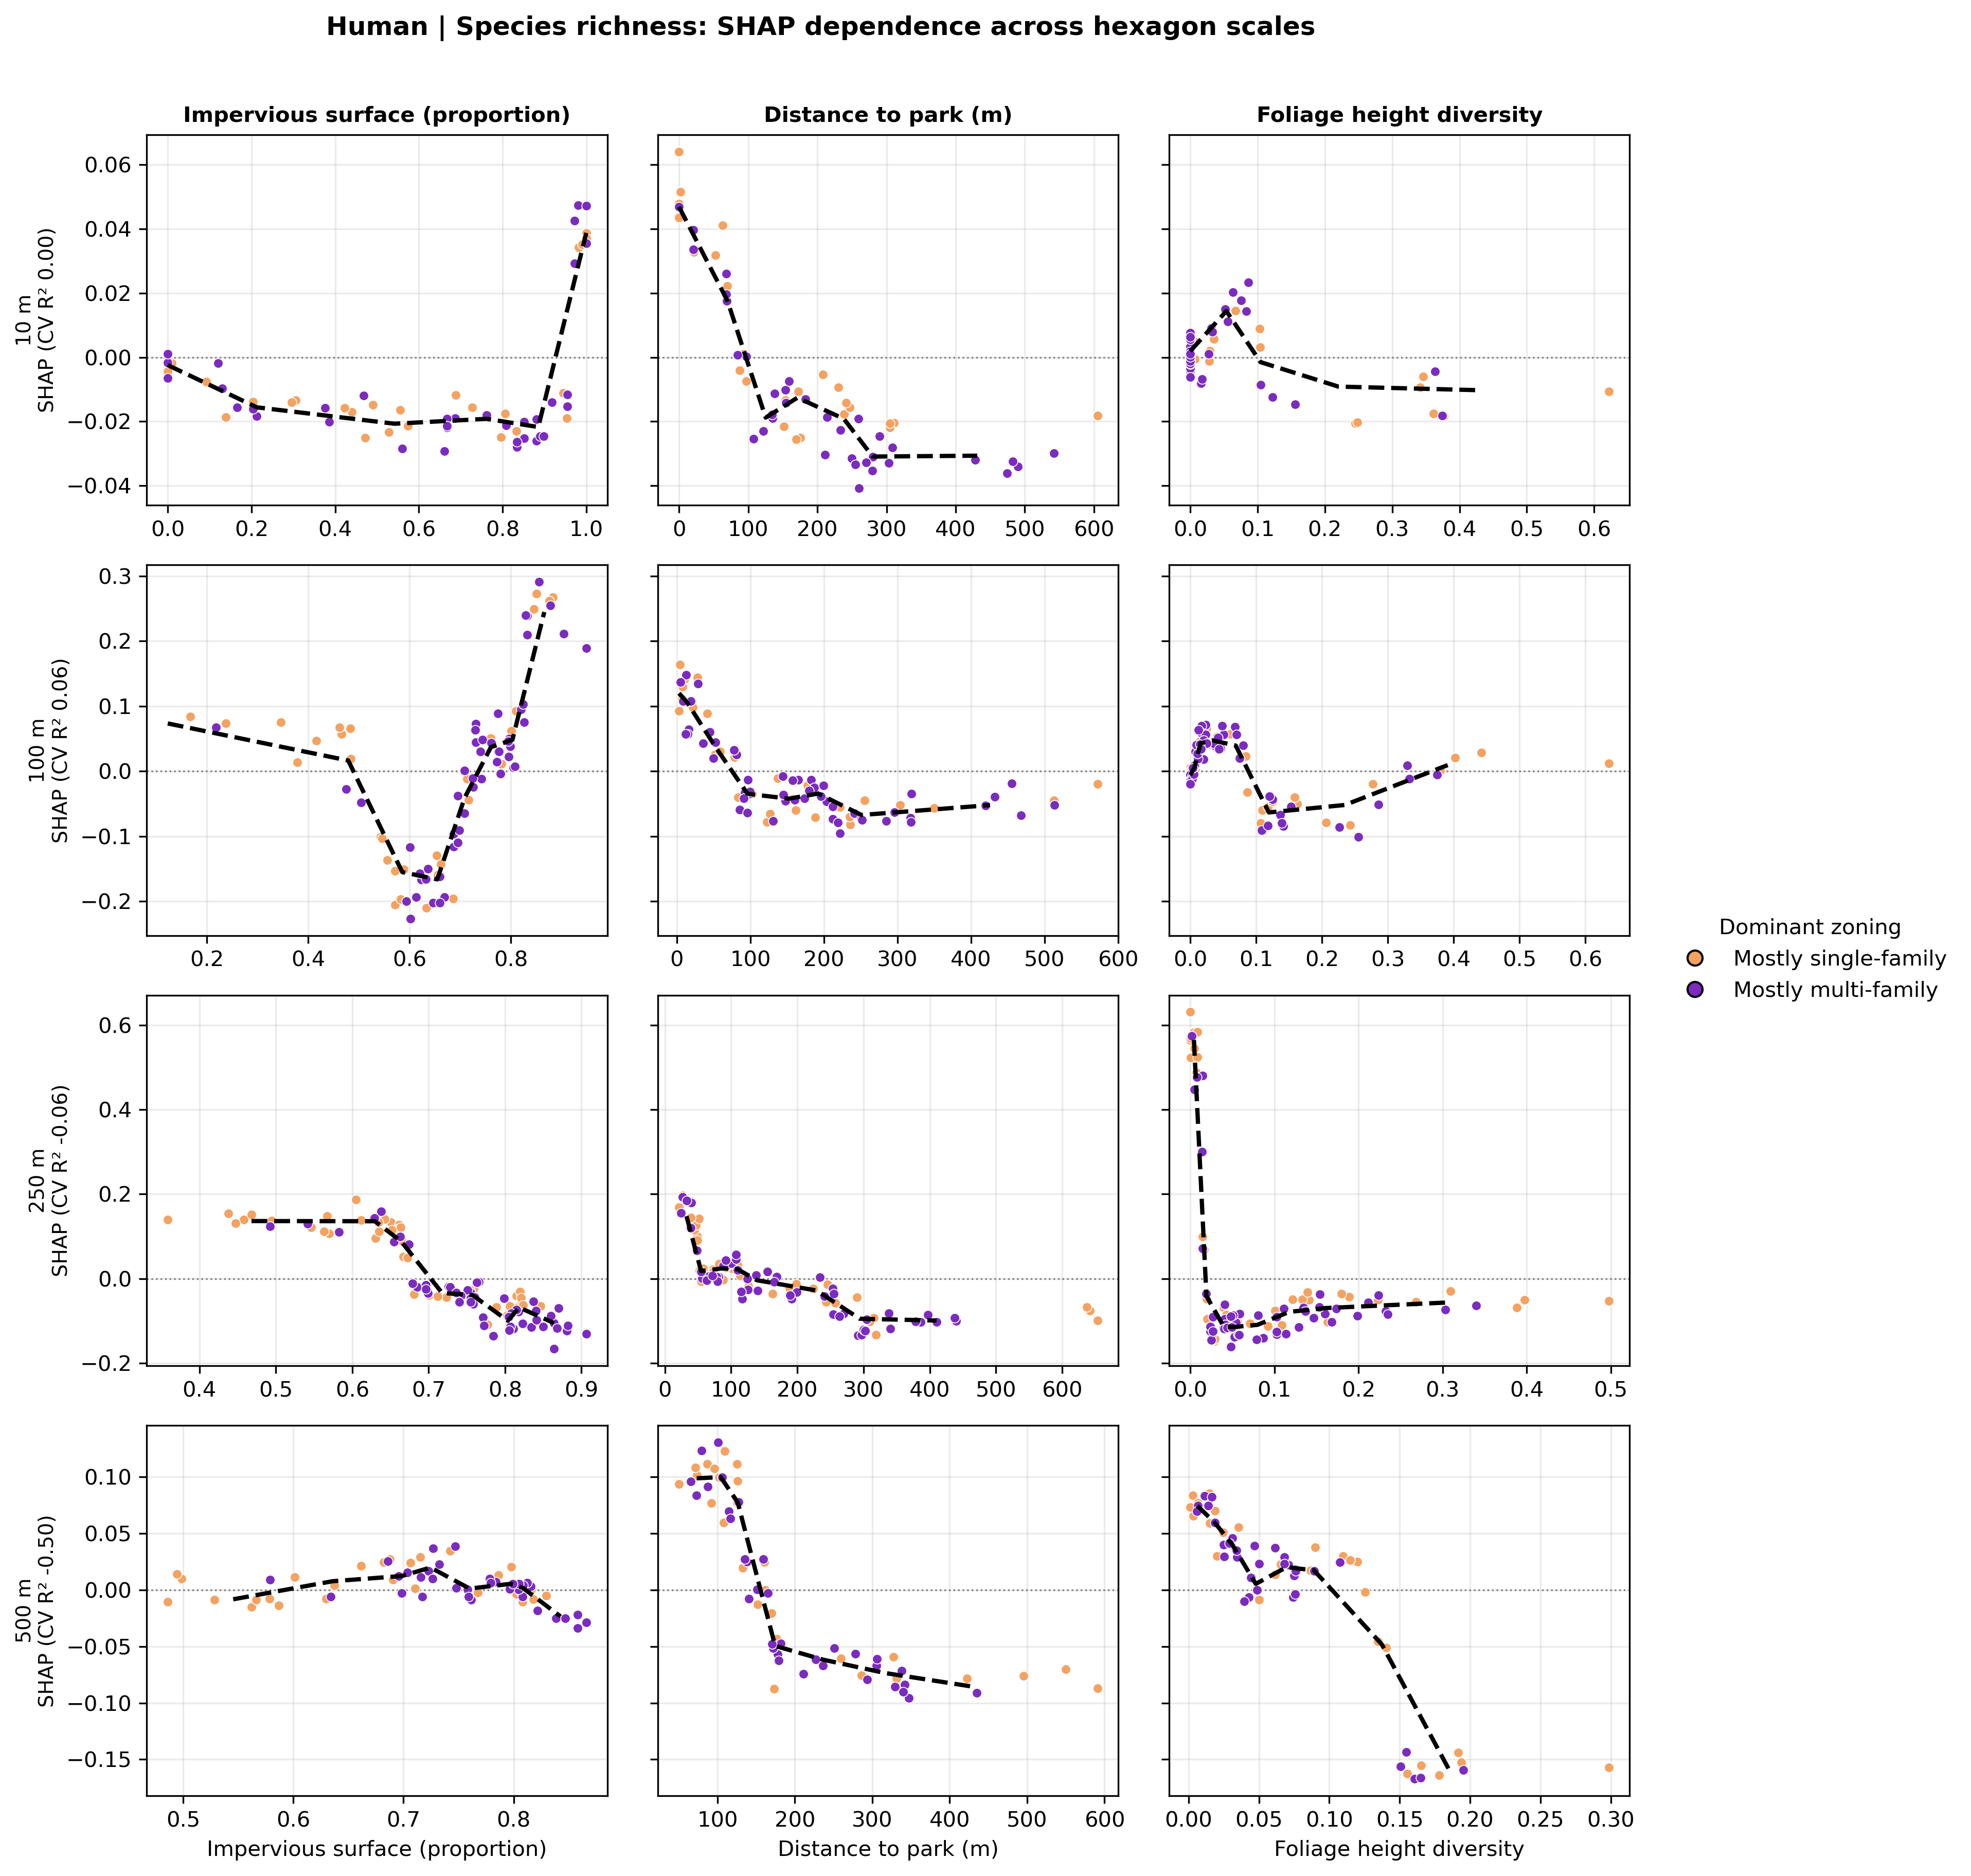 Human | Species richness: SHAP dependence across hexagon scales
Impervious surface (proportion)
Distance to park (m)
Foliage height diversity
10 m
SHAP (CV R² 0.00)
0.06
0.04
0.02
0.00
−0.02
−0.04
0.0 0.2 0.4 0.6 0.8 1.0
0 100 200 300 400 500 600
0.0 0.1 0.2 0.3 0.4 0.5 0.6
100 m
SHAP (CV R² 0.06)
0.3
0.2
0.1
0.0
−0.1
−0.2
0.2 0.4 0.6 0.8
0 100 200 300 400 500 600
0.0 0.1 0.2 0.3 0.4 0.5 0.6
Dominant zoning
Mostly single-family
Mostly multi-family
250 m
SHAP (CV R² -0.06)
0.6
0.4
0.2
0.0
−0.2
0.4 0.5 0.6 0.7 0.8 0.9
0 100 200 300 400 500 600
0.0 0.1 0.2 0.3 0.4 0.5
500 m
SHAP (CV R² -0.50)
0.10
0.05
0.00
−0.05
−0.10
−0.15
0.5 0.6 0.7 0.8
100 200 300 400 500 600
0.00 0.05 0.10 0.15 0.20 0.25 0.30
Impervious surface (proportion)
Distance to park (m)
Foliage height diversity